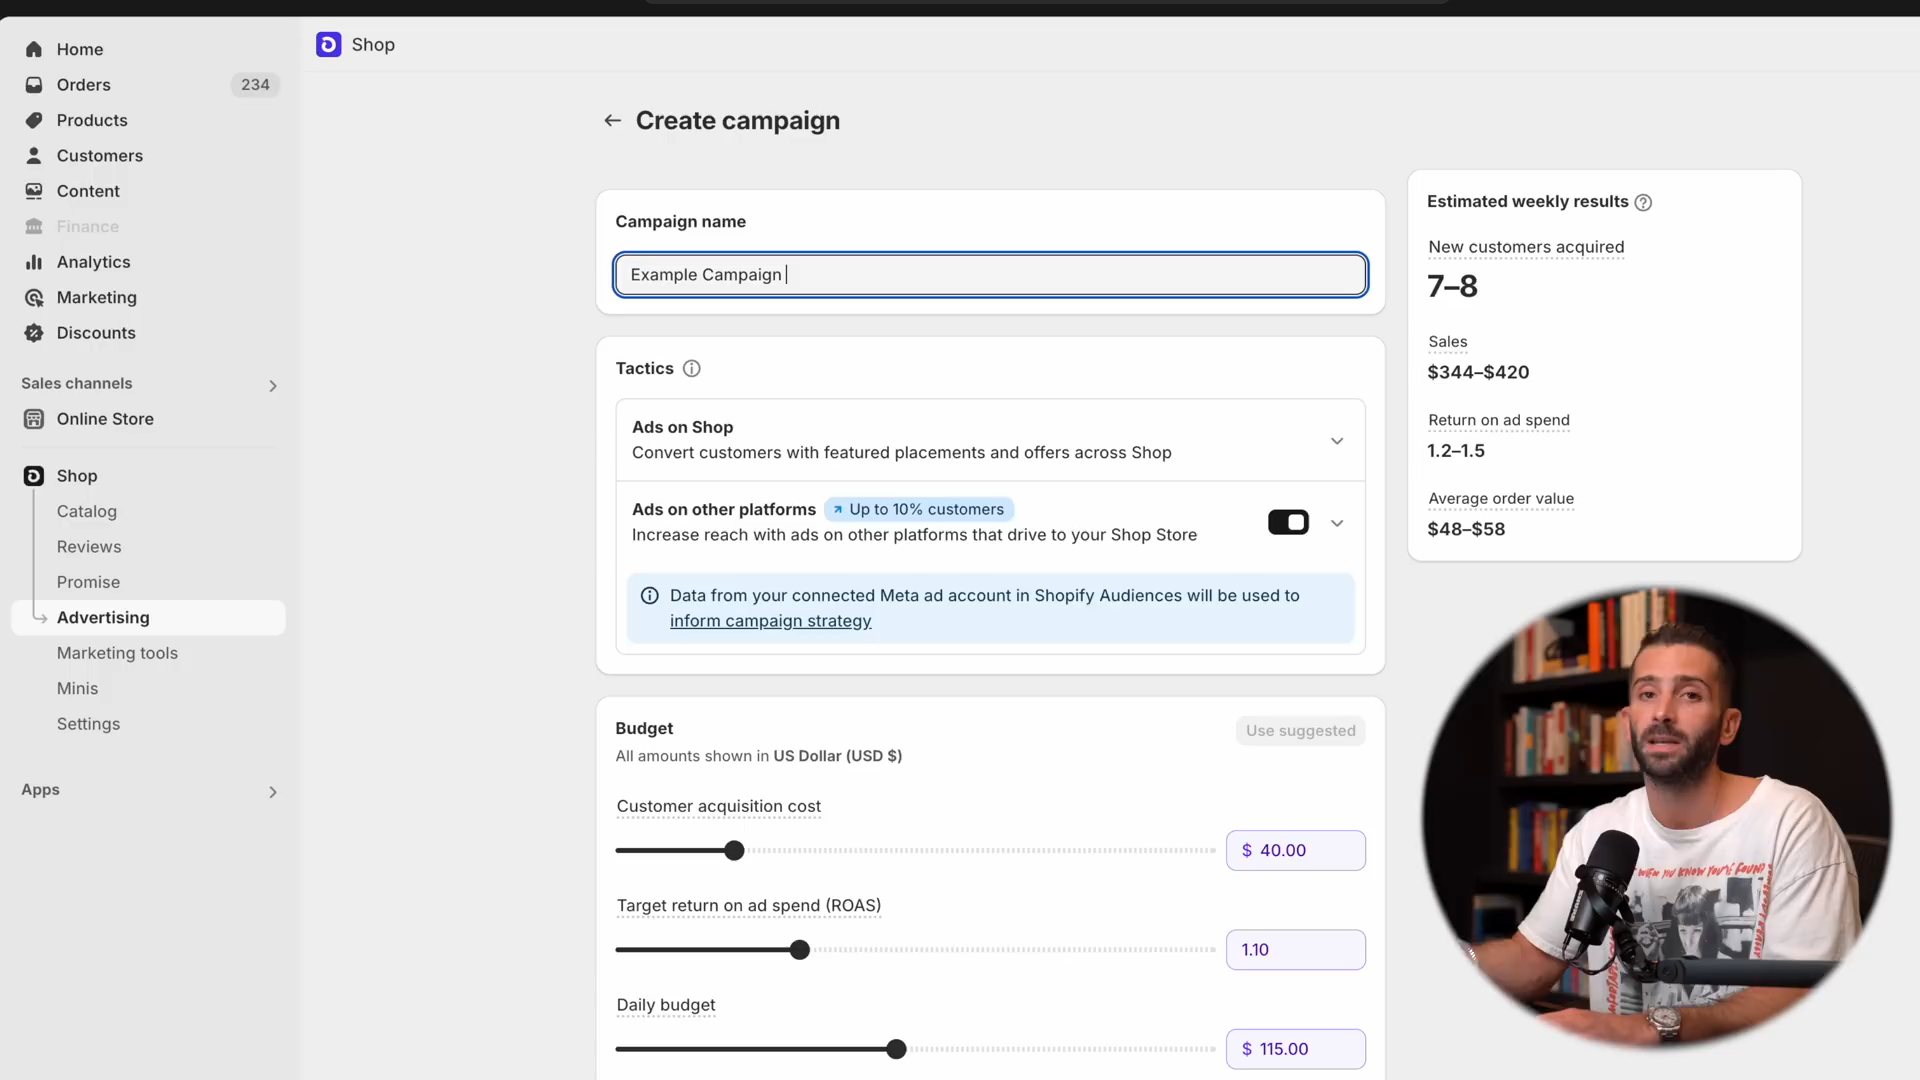 Home
Orders
234
Products
Customers
Content
Finance
Analytics
Marketing
Discounts
Sales channels
Online Store
Shop
Catalog
Reviews
Promise
Advertising
Marketing tools
Minis
Settings
Apps
Shop
Create campaign
Campaign name
Example Campaign
Tactics
Ads on Shop
Convert customers with featured placements and offers across Shop
Ads on other platforms
Up to 10% customers
Increase reach with ads on other platforms that drive to your Shop Store
Data from your connected Meta ad account in Shopify Audiences will be used to
inform campaign strategy
Budget
Use suggested
All amounts shown in US Dollar (USD $)
Customer acquisition cost
$ 40.00
Target return on ad spend (ROAS)
1.10
Daily budget
$ 115.00
Estimated weekly results
New customers acquired
7–8
Sales
$344–$420
Return on ad spend
1.2–1.5
Average order value
$48–$58